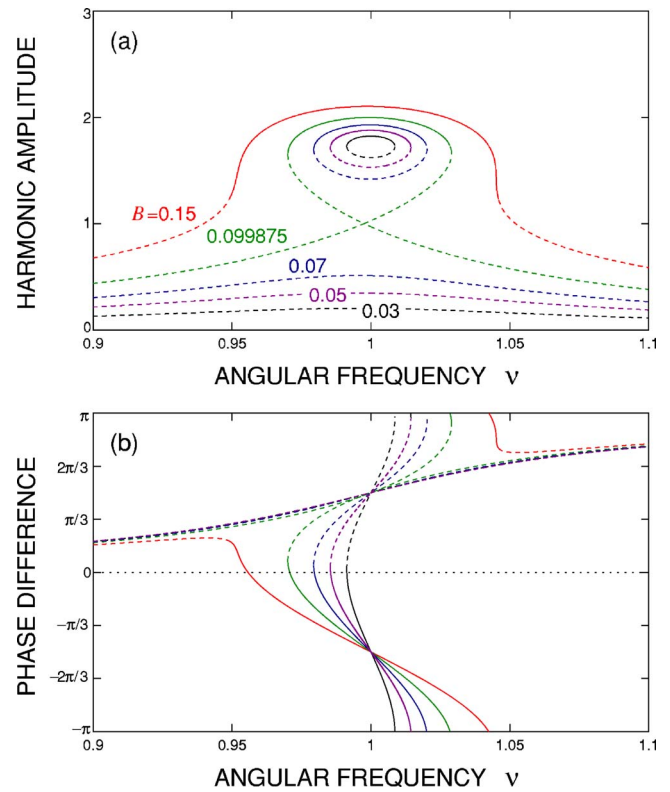 3
(a)
2
HARMONIC AMPLITUDE
B=0.15
1
0.099875
0.07
0.05
0.03
0
0.9 0.95 1 1.05 1.1
ANGULAR FREQUENCY ν
π
(b)
2π/3
π/3
PHASE DIFFERENCE
0
−π/3
−2π/3
−π
0.9 0.95 1 1.05 1.1
ANGULAR FREQUENCY ν